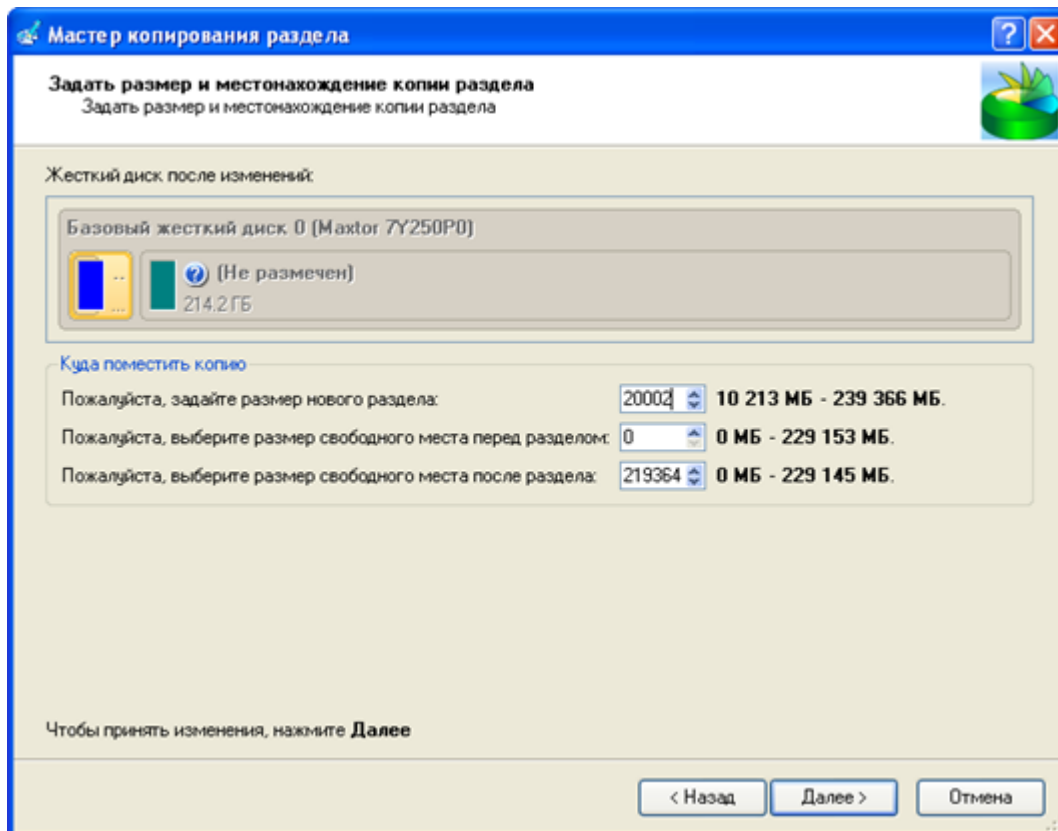 Мастер копирования раздела
Задать размер и местонахождение копии раздела
Задать размер и местонахождение копии раздела
Жесткий диск после изменений:
Базовый жесткий диск 0 (Maxtor 7Y250P0)
... (Не размечен)
... 214.2 ГБ
Куда поместить копию
Пожалуйста, задайте размер нового раздела: 20002 10 213 МБ - 239 366 МБ.
Пожалуйста, выберите размер свободного места перед разделом: 0 0 МБ - 229 153 МБ.
Пожалуйста, выберите размер свободного места после раздела: 219364 0 МБ - 229 145 МБ.
Чтобы принять изменения, нажмите Далее
< Назад Далее > Отмена